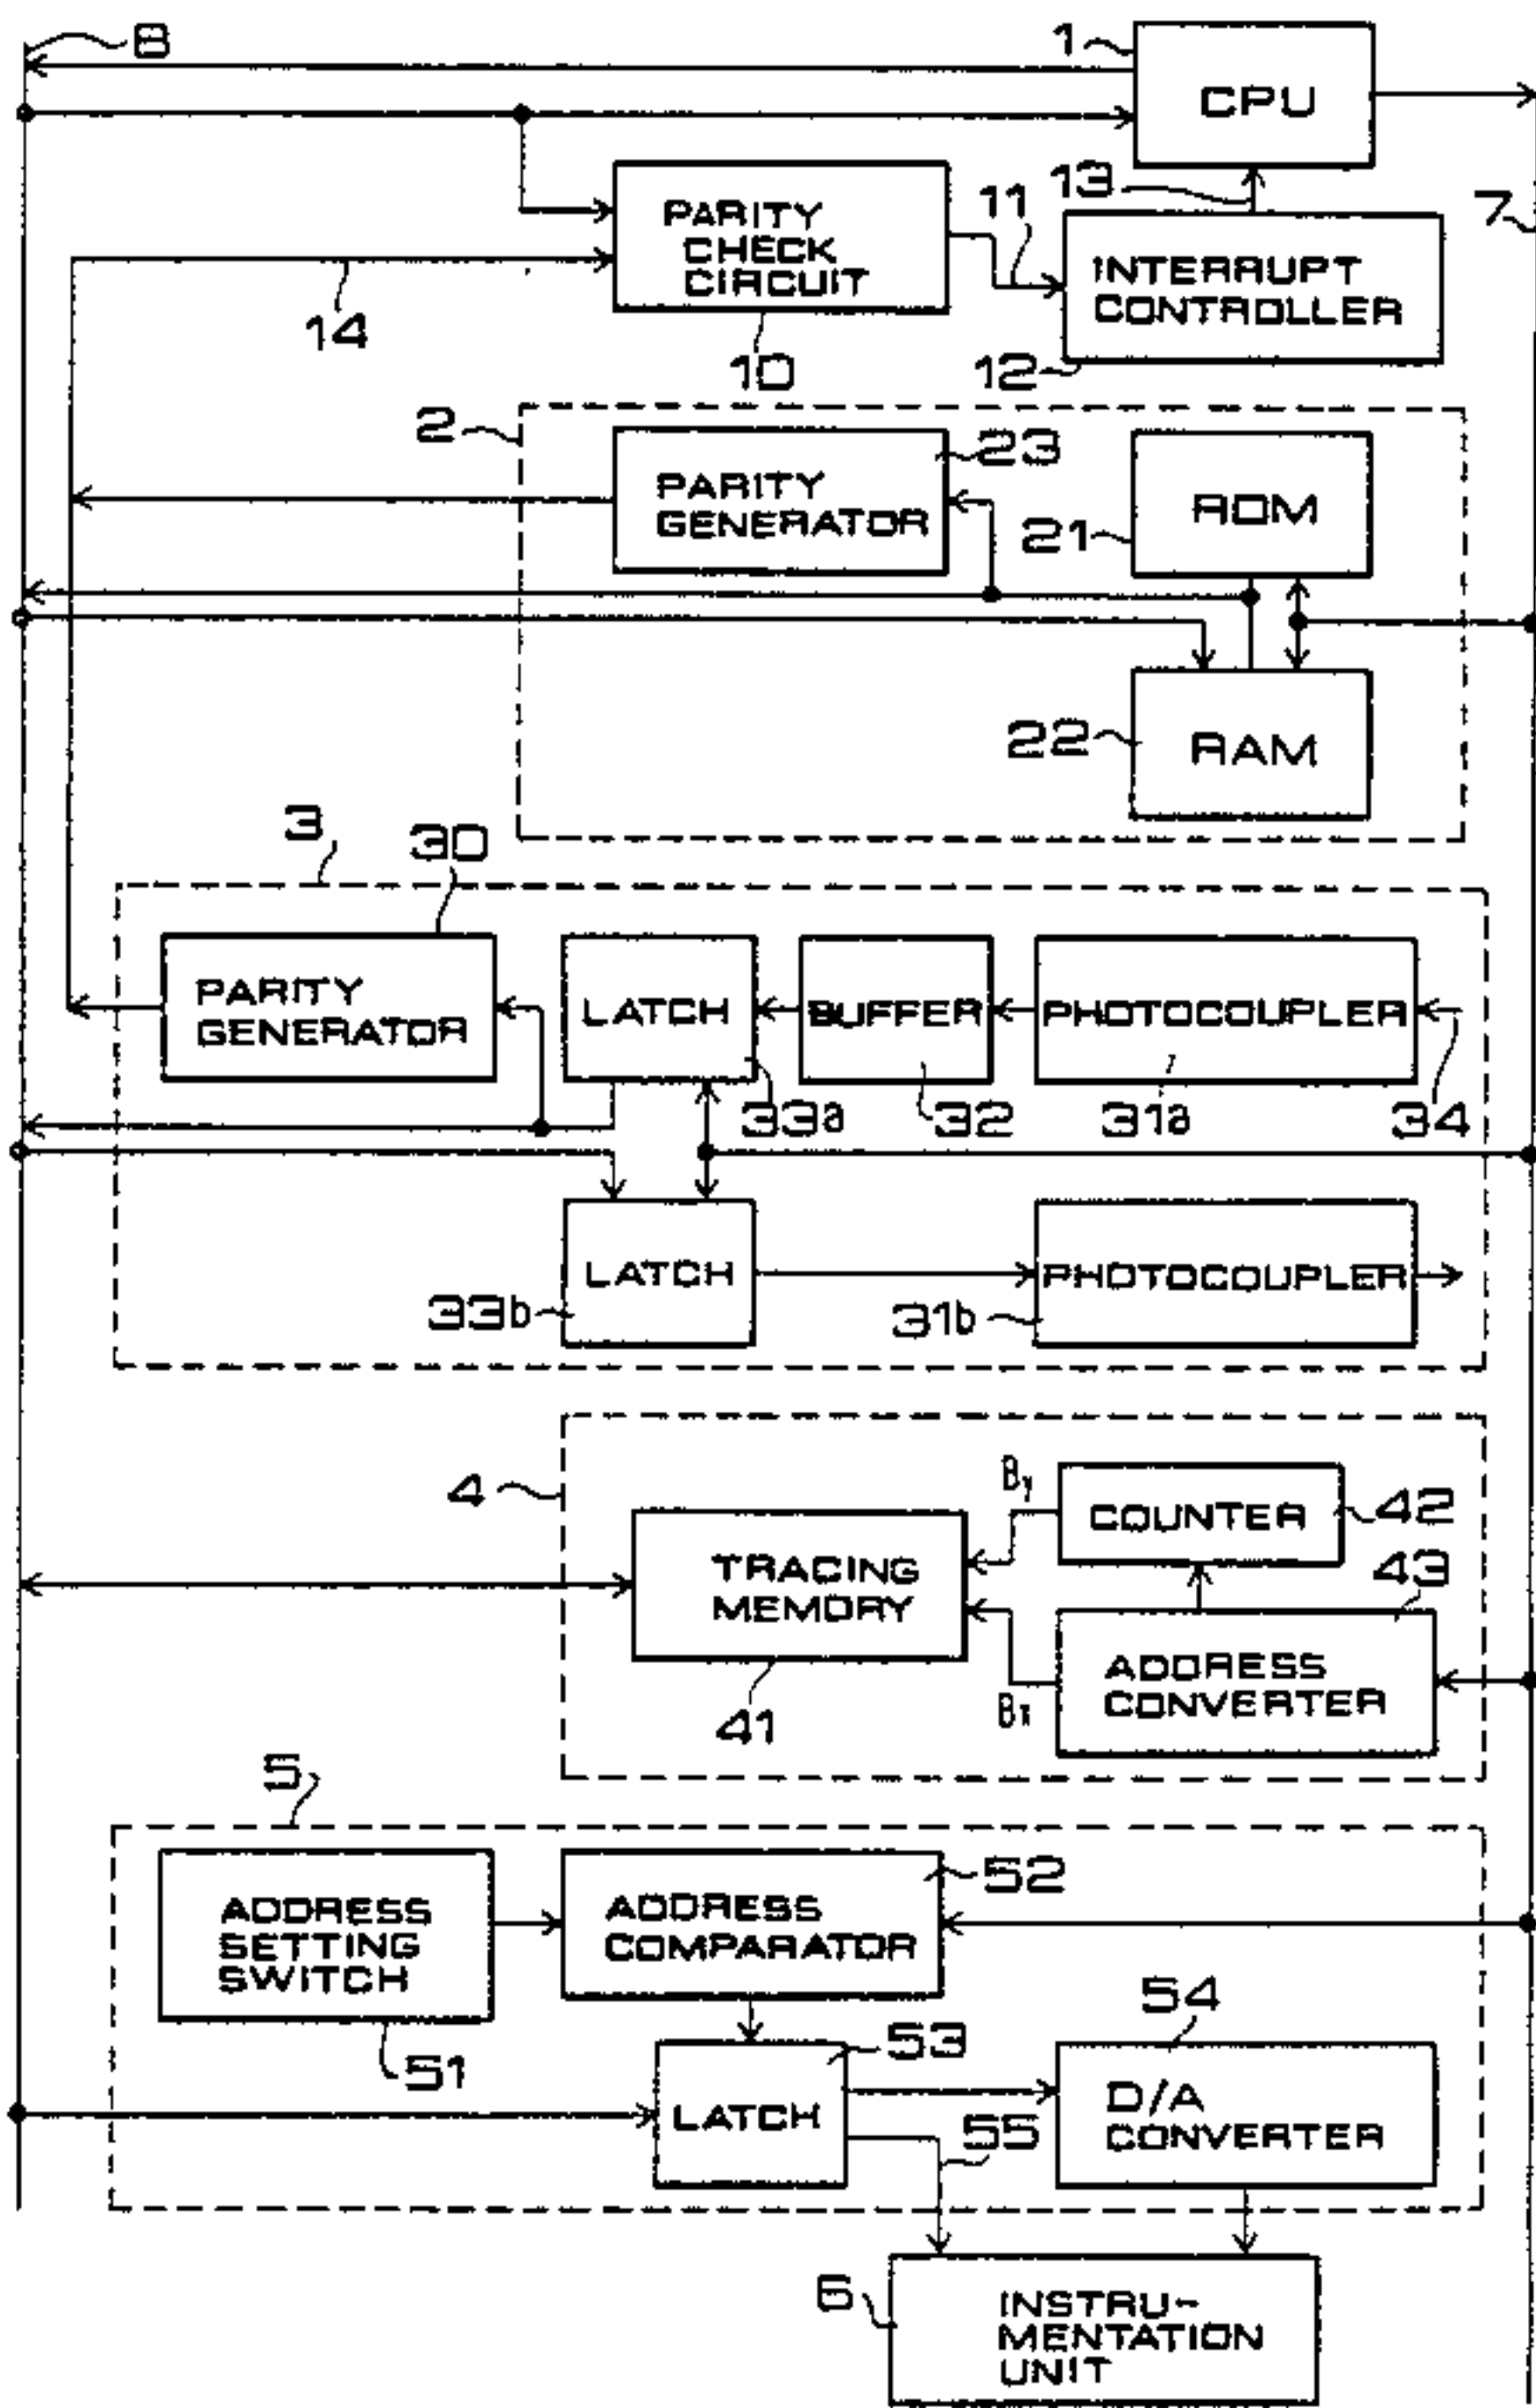 8
1
CPU
13
11
7
PARITY
CHECK
CIRCUIT
INTERRUPT
CONTROLLER
14
10
12
2
23
PARITY
GENERATOR
21
ROM
22
RAM
3
30
PARITY
GENERATOR
LATCH
BUFFER
PHOTOCOUPLER
33a
32
31a
34
LATCH
PHOTOCOUPLER
33b
31b
4
By
COUNTER
42
TRACING
MEMORY
43
ADDRESS
CONVERTER
41
5
52
ADDRESS
SETTING
SWITCH
ADDRESS
COMPARATOR
54
51
53
LATCH
D/A
CONVERTER
55
6
INSTRU-
MENTATION
UNIT